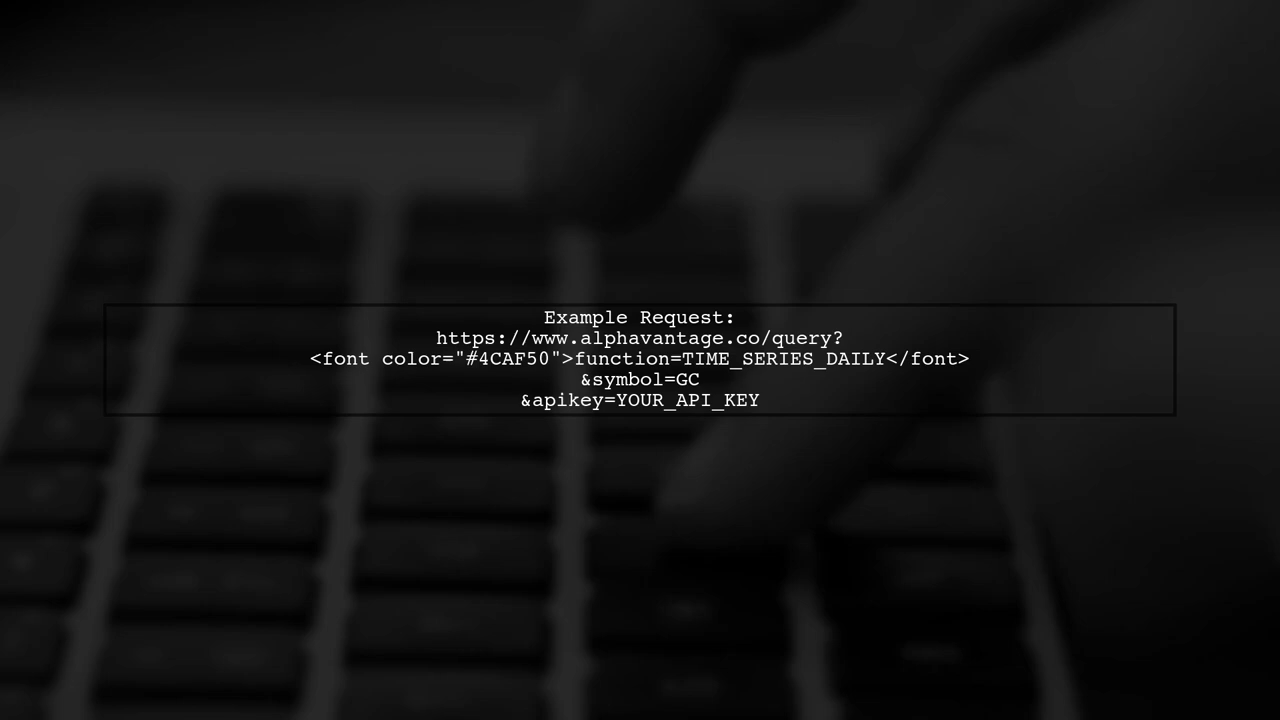 Example Request:
https://www.alphavantage.co/query?
<font color="#4CAF50">function=TIME_SERIES_DAILY</font>
&symbol=GC
&apikey=YOUR_API_KEY